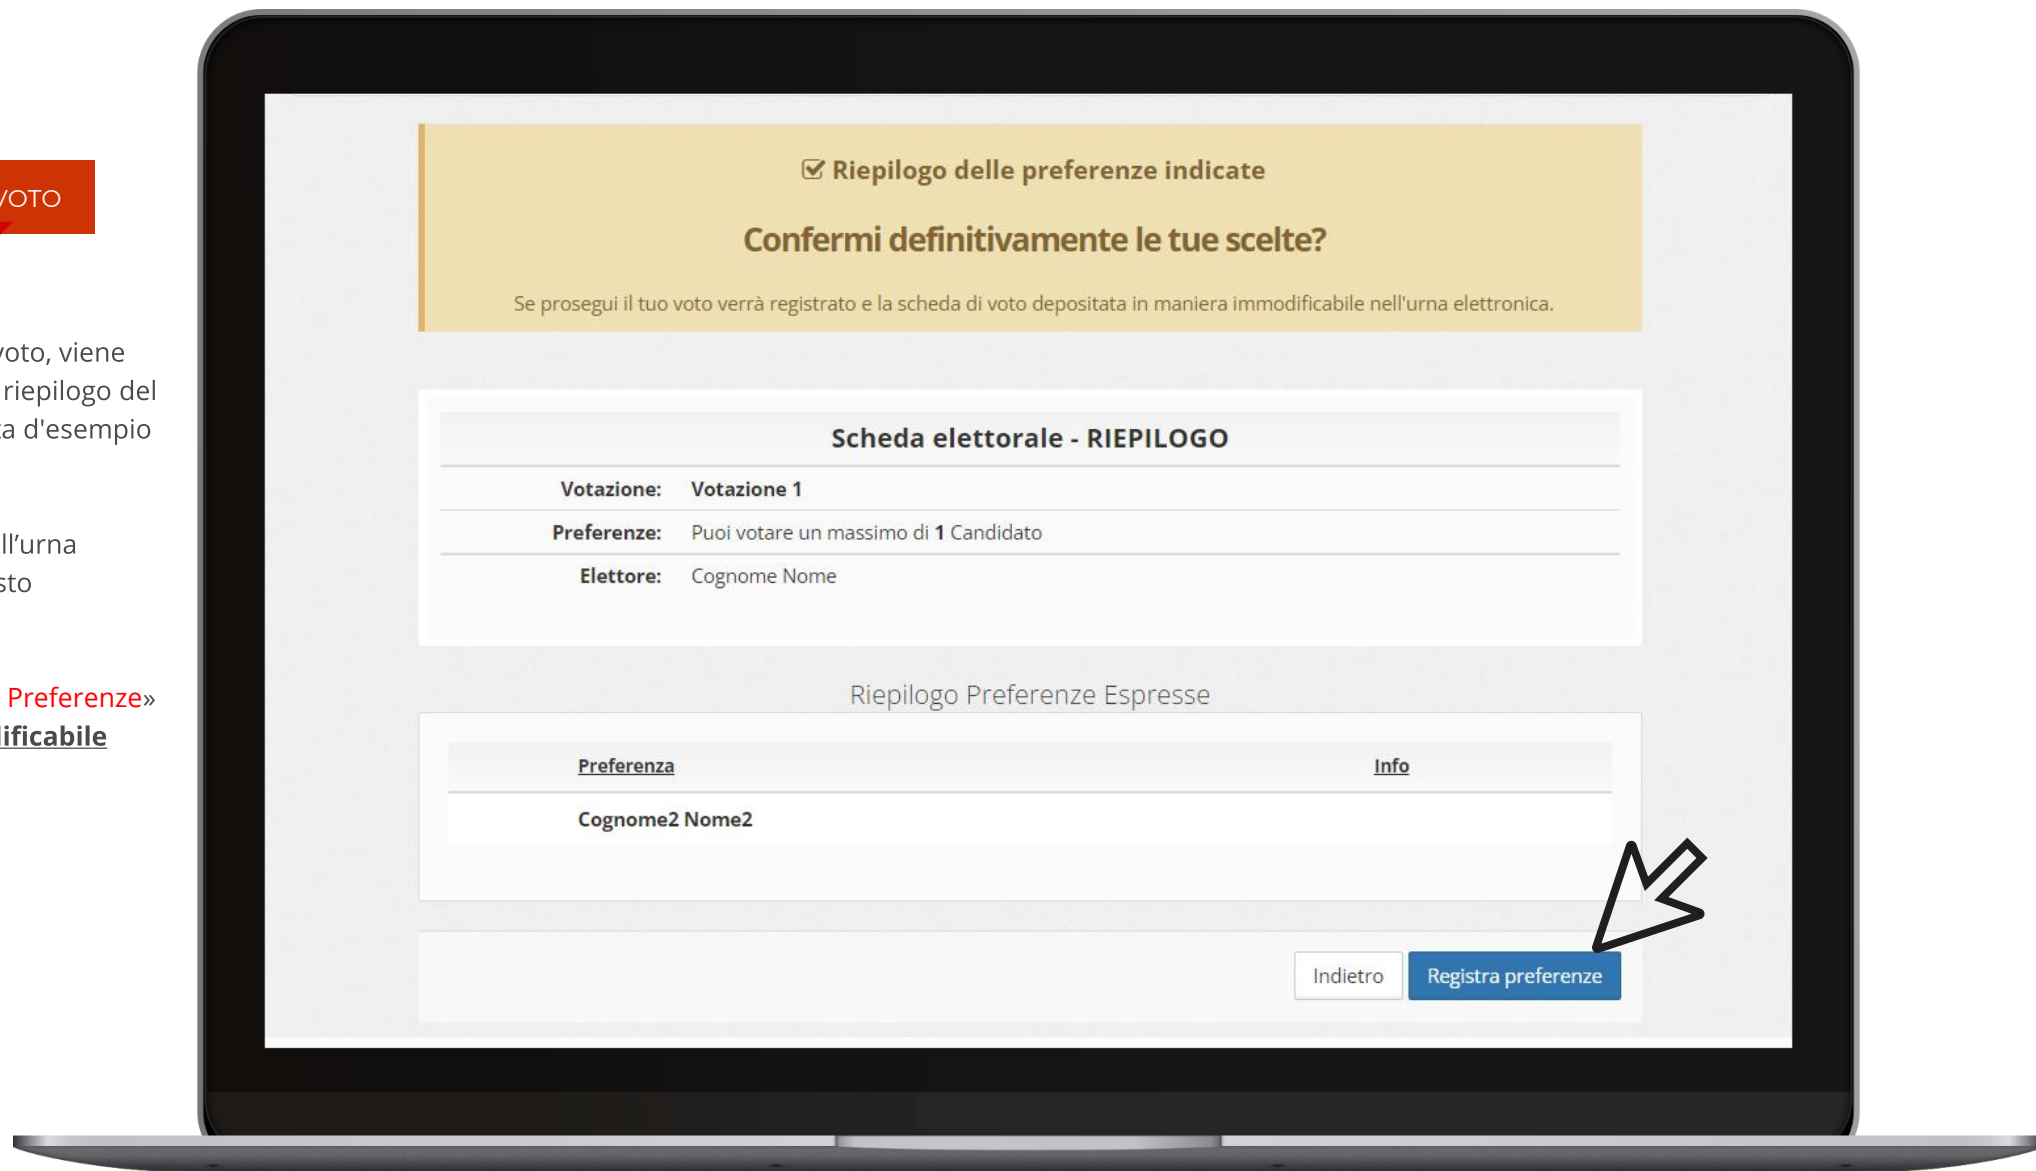 VOTO
voto, viene
riepilogo del
d'esempio
ll’urna
Preferenze»
Riepilogo delle preferenze indicate
Confermi definitivamente le tue scelte?
Se prosegui il tuo voto verrà registrato e la scheda di voto depositata in maniera immodificabile nell'urna elettronica.
Scheda elettorale - RIEPILOGO
Votazione: Votazione 1
Preferenze: Puoi votare un massimo di 1 Candidato
Elettore: Cognome Nome
Riepilogo Preferenze Espresse
Preferenza Info
Cognome2 Nome2
Indietro Registra preferenze